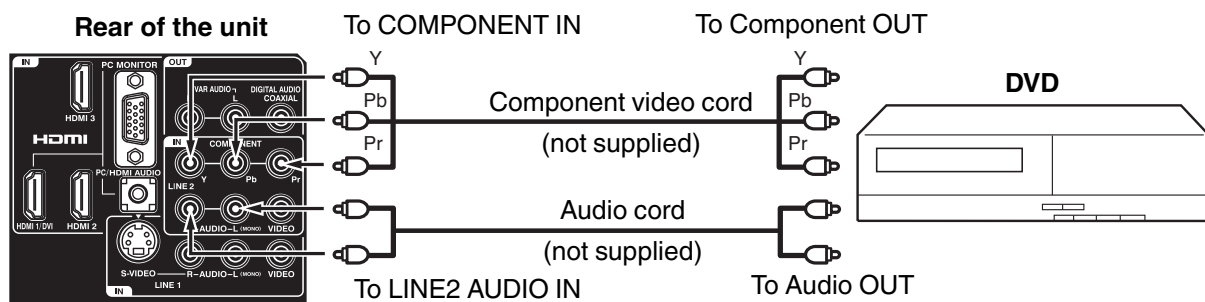 Rear of the unit
To COMPONENT IN
To Component OUT
IN
PC MONITOR
OUT
VAR AUDIO
L
DIGITAL AUDIO
COAXIAL
HDMI 3
HDMI
IN
COMPONENT
Y
Pb
Pr
LINE 2
PC/HDMI AUDIO
HDMI 1/DVI
HDMI 2
AUDIO-L (MONO)
VIDEO
S-VIDEO
R-AUDIO-L (MONO)
VIDEO
LINE 1
IN
Y
Pb
Pr
Component video cord
(not supplied)
Y
Pb
Pr
DVD
Audio cord
(not supplied)
To LINE2 AUDIO IN
To Audio OUT